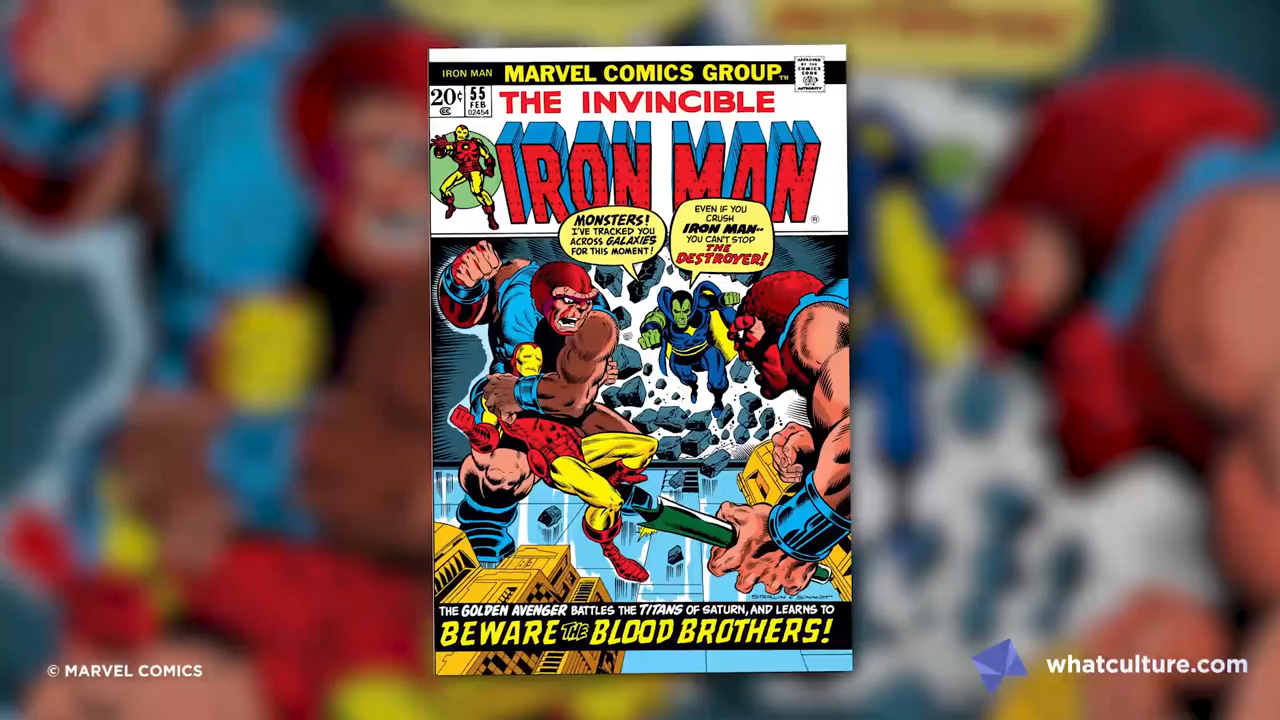 IRON MAN
MARVEL COMICS GROUP™
APPROVED
BY THE
COMICS
CODE
AUTHORITY
20¢
CC
55
FEB
02454
THE INVINCIBLE
IRON MAN
®
MONSTERS!
I'VE TRACKED YOU
ACROSS GALAXIES
FOR THIS MOMENT!
EVEN IF YOU
CRUSH
IRON MAN--
YOU CAN'T STOP
THE
DESTROYER!
STARLIN & SINNOTT
THE GOLDEN AVENGER BATTLES THE TITANS OF SATURN, AND LEARNS TO
BEWARE THE BLOOD BROTHERS!
© MARVEL COMICS
whatculture.com